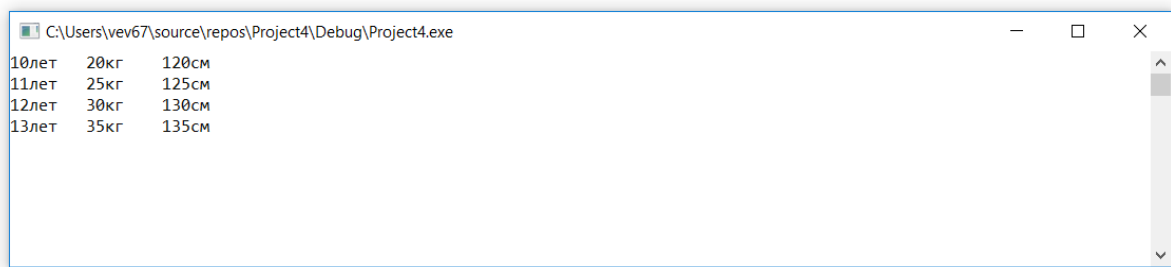 C:\Users\vev67\source\repos\Project4\Debug\Project4.exe
10лет 20кг 120см
11лет 25кг 125см
12лет 30кг 130см
13лет 35кг 135см